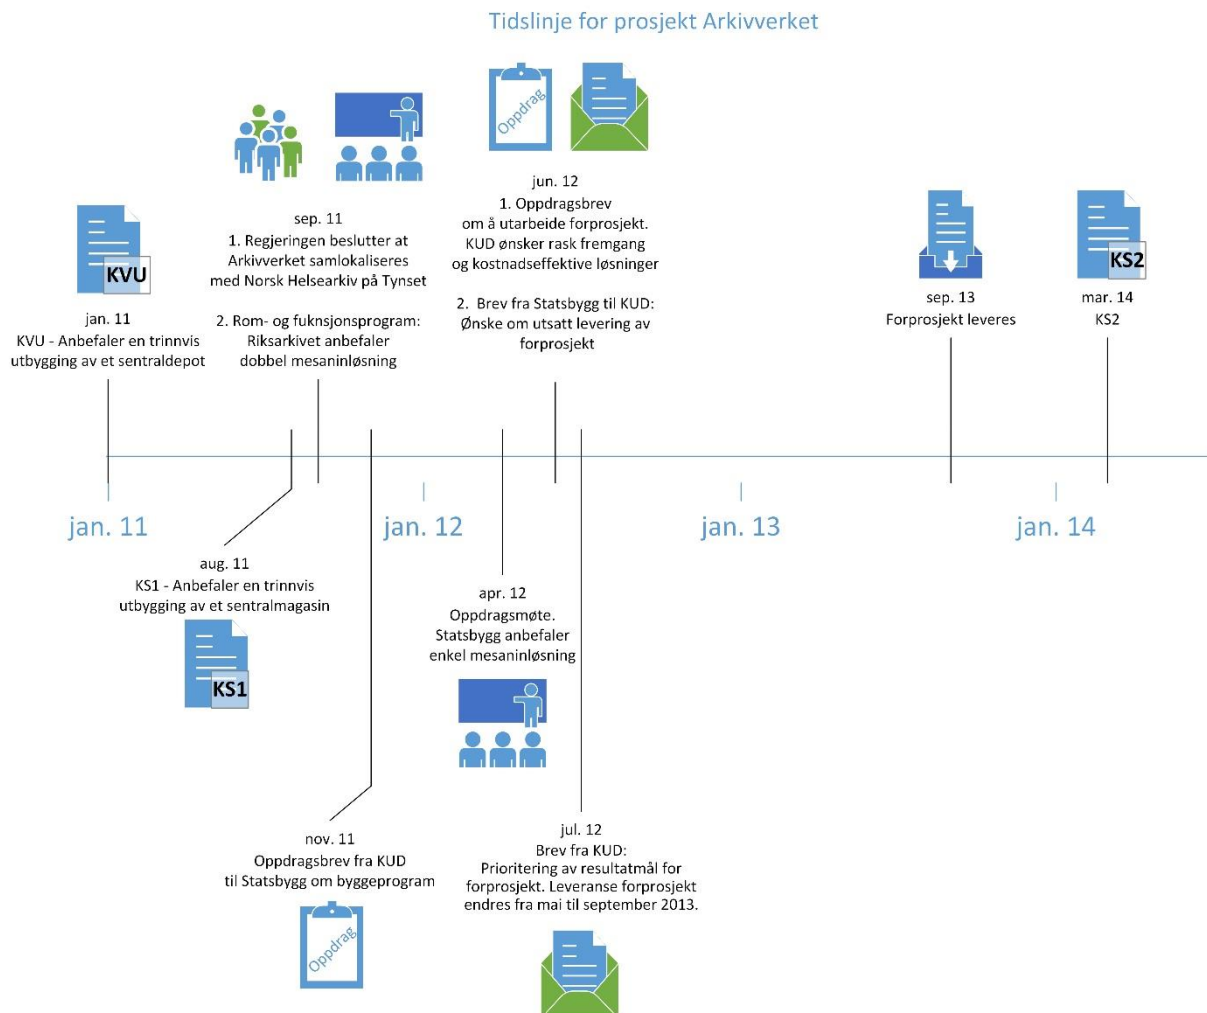 Tidslinje for prosjekt Arkivverket
KVU
jan. 11
KVU - Anbefaler en trinnvis
utbygging av et sentraldepot
sep. 11
1. Regjeringen beslutter at
Arkivverket samlokaliseres
med Norsk Helsearkiv på Tynset
2. Rom- og fuknsjonsprogram:
Riksarkivet anbefaler
dobbel mesaninløsning
Oppdrag
jun. 12
1. Oppdragsbrev
om å utarbeide forprosjekt.
KUD ønsker rask fremgang
og kostnadseffektive løsninger
2. Brev fra Statsbygg til KUD:
Ønske om utsatt levering av
forprosjekt
sep. 13
Forprosjekt leveres
KS2
mar. 14
KS2
jan. 11
jan. 12
jan. 13
jan. 14
aug. 11
KS1 - Anbefaler en trinnvis
utbygging av et sentralmagasin
KS1
nov. 11
Oppdragsbrev fra KUD
til Statsbygg om byggeprogram
Oppdrag
apr. 12
Oppdragsmøte.
Statsbygg anbefaler
enkel mesaninløsning
jul. 12
Brev fra KUD:
Prioritering av resultatmål for
forprosjekt. Leveranse forprosjekt
endres fra mai til september 2013.